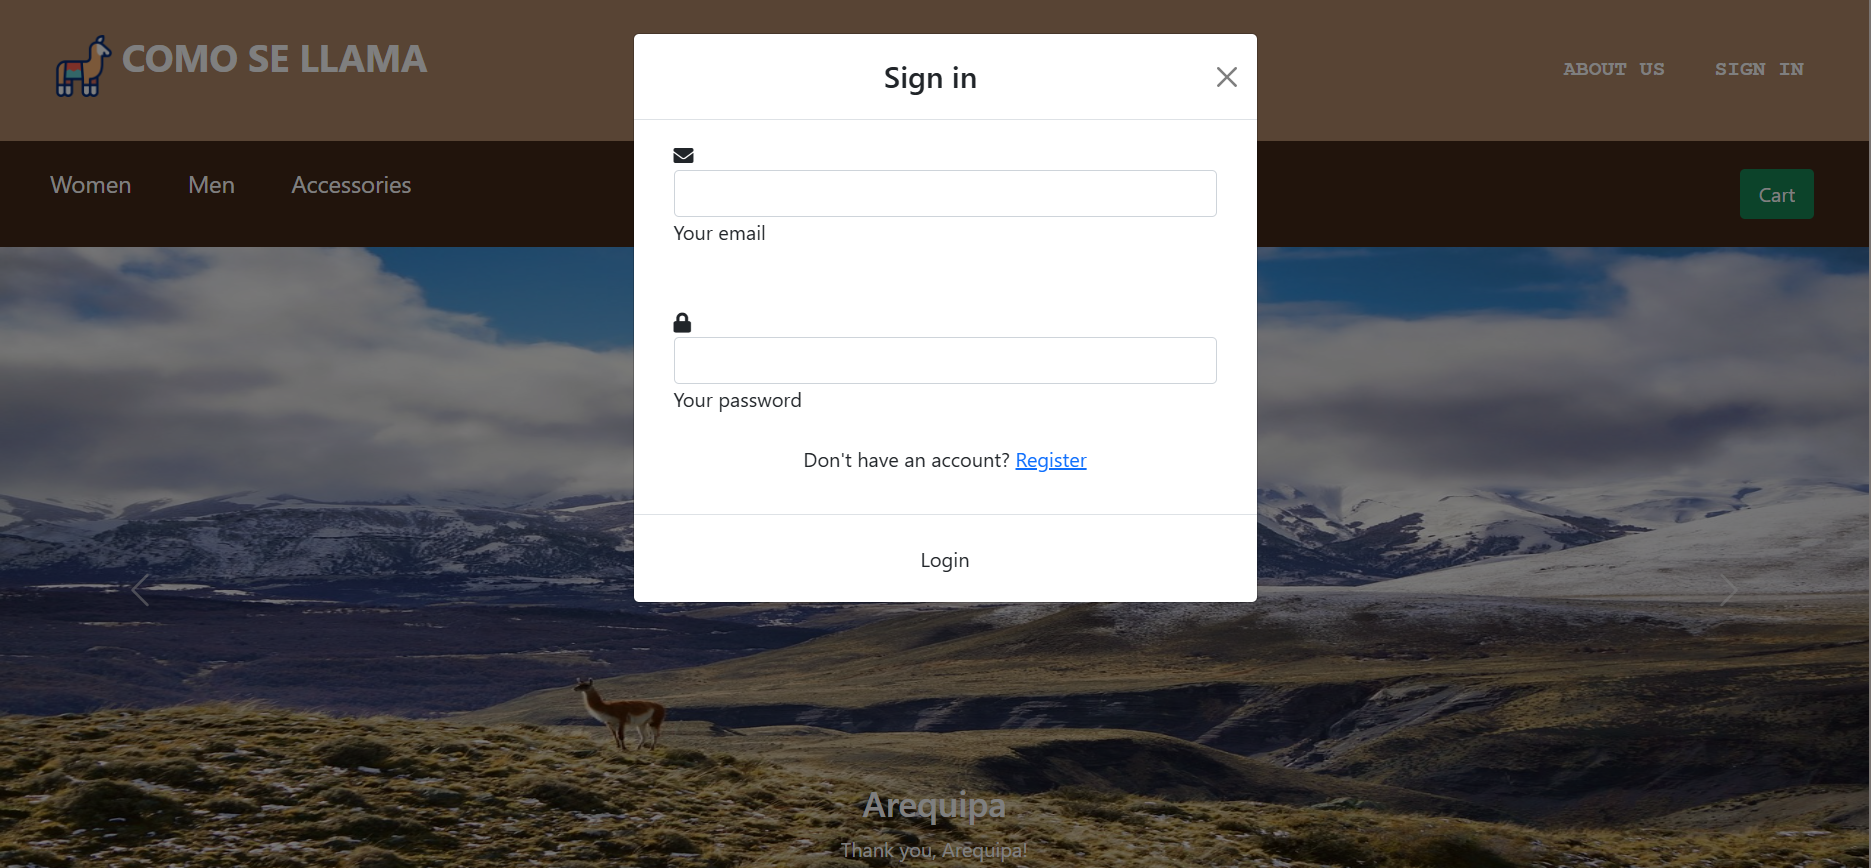 COMO SE LLAMA
ABOUT US
SIGN IN
Women
Men
Accessories
Cart
Sign in
Your email
Your password
Don't have an account? Register
Login
Arequipa
Thank you, Arequipa!